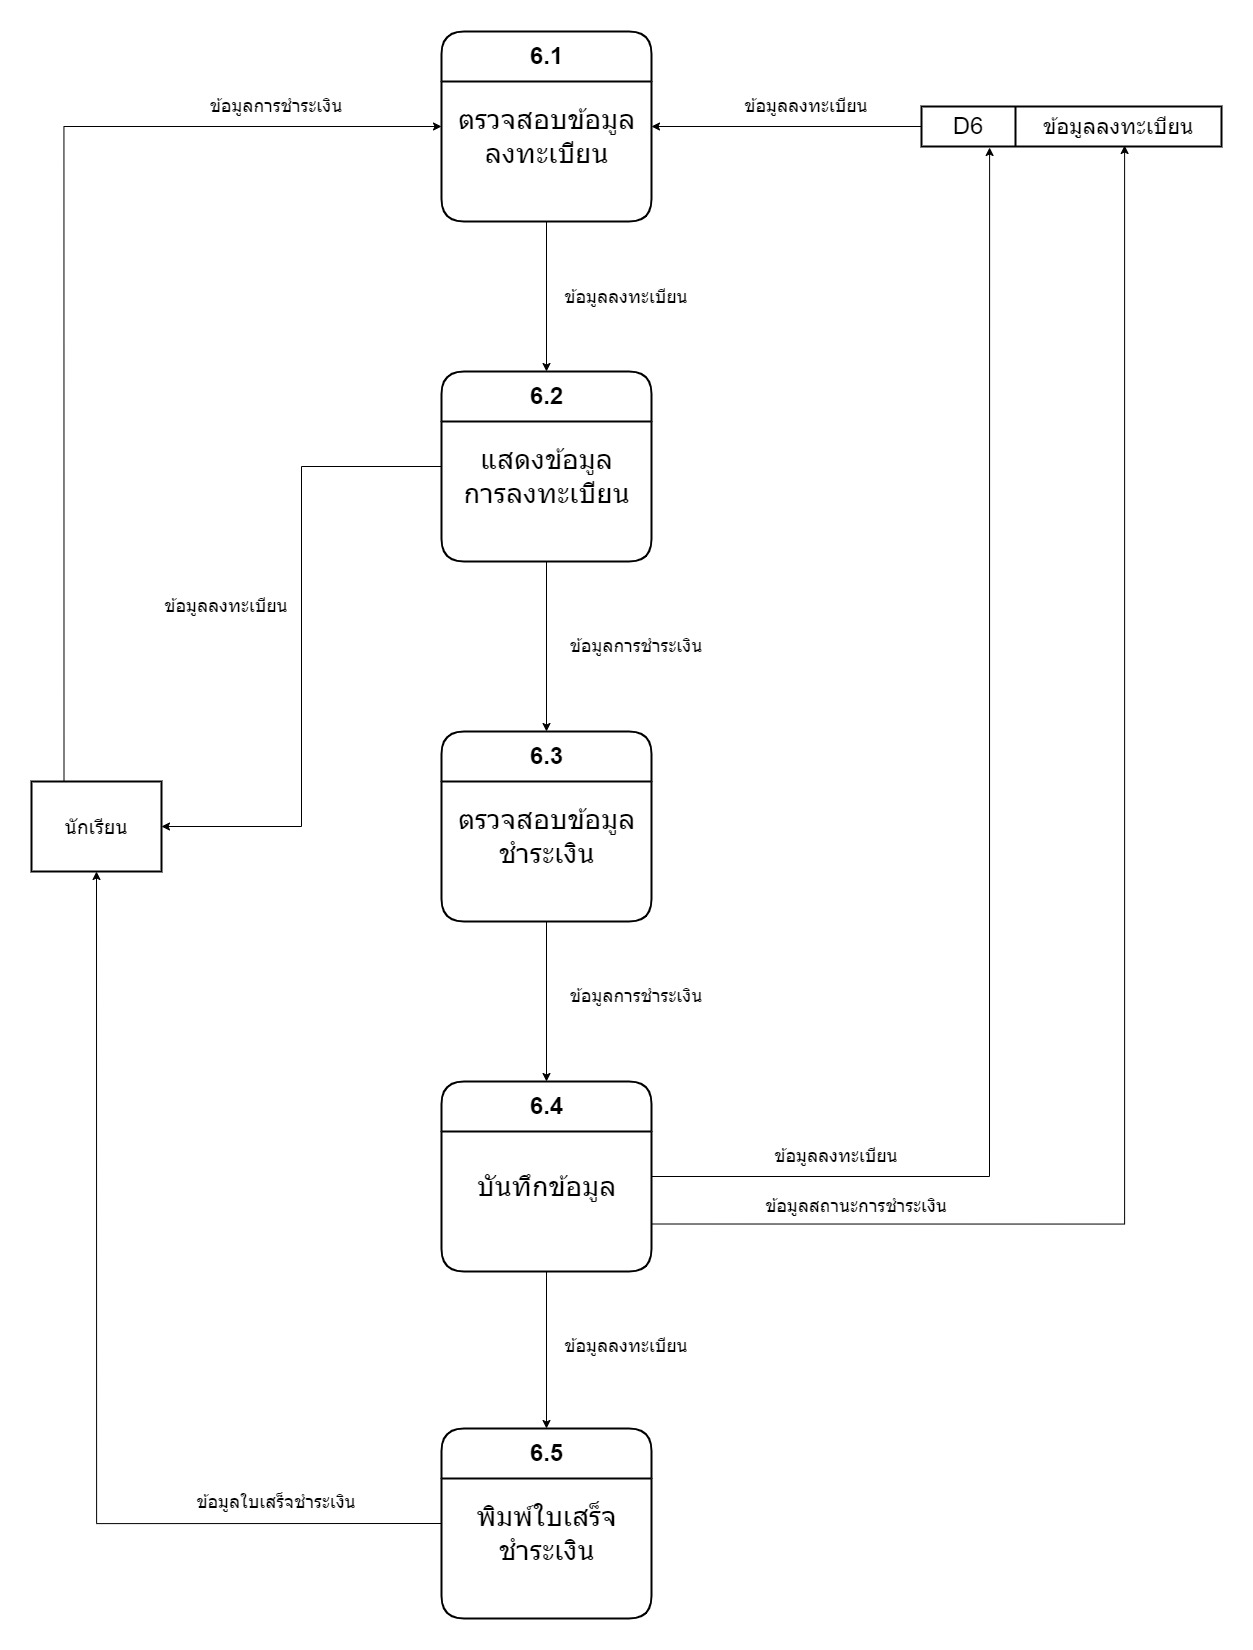 6.1
ข้อมูลการชำระเงิน
ข้อมูลลงทะเบียน
ตรวจสอบข้อมูล
ลงทะเบียน
D6
ข้อมูลลงทะเบียน
ข้อมูลลงทะเบียน
6.2
แสดงข้อมูล
การลงทะเบียน
ข้อมูลลงทะเบียน
ข้อมูลการชำระเงิน
6.3
ตรวจสอบข้อมูล
ชำระเงิน
นักเรียน
ข้อมูลการชำระเงิน
6.4
บันทึกข้อมูล
ข้อมูลลงทะเบียน
ข้อมูลสถานะการชำระเงิน
ข้อมูลลงทะเบียน
6.5
พิมพ์ใบเสร็จ
ชำระเงิน
ข้อมูลใบเสร็จชำระเงิน